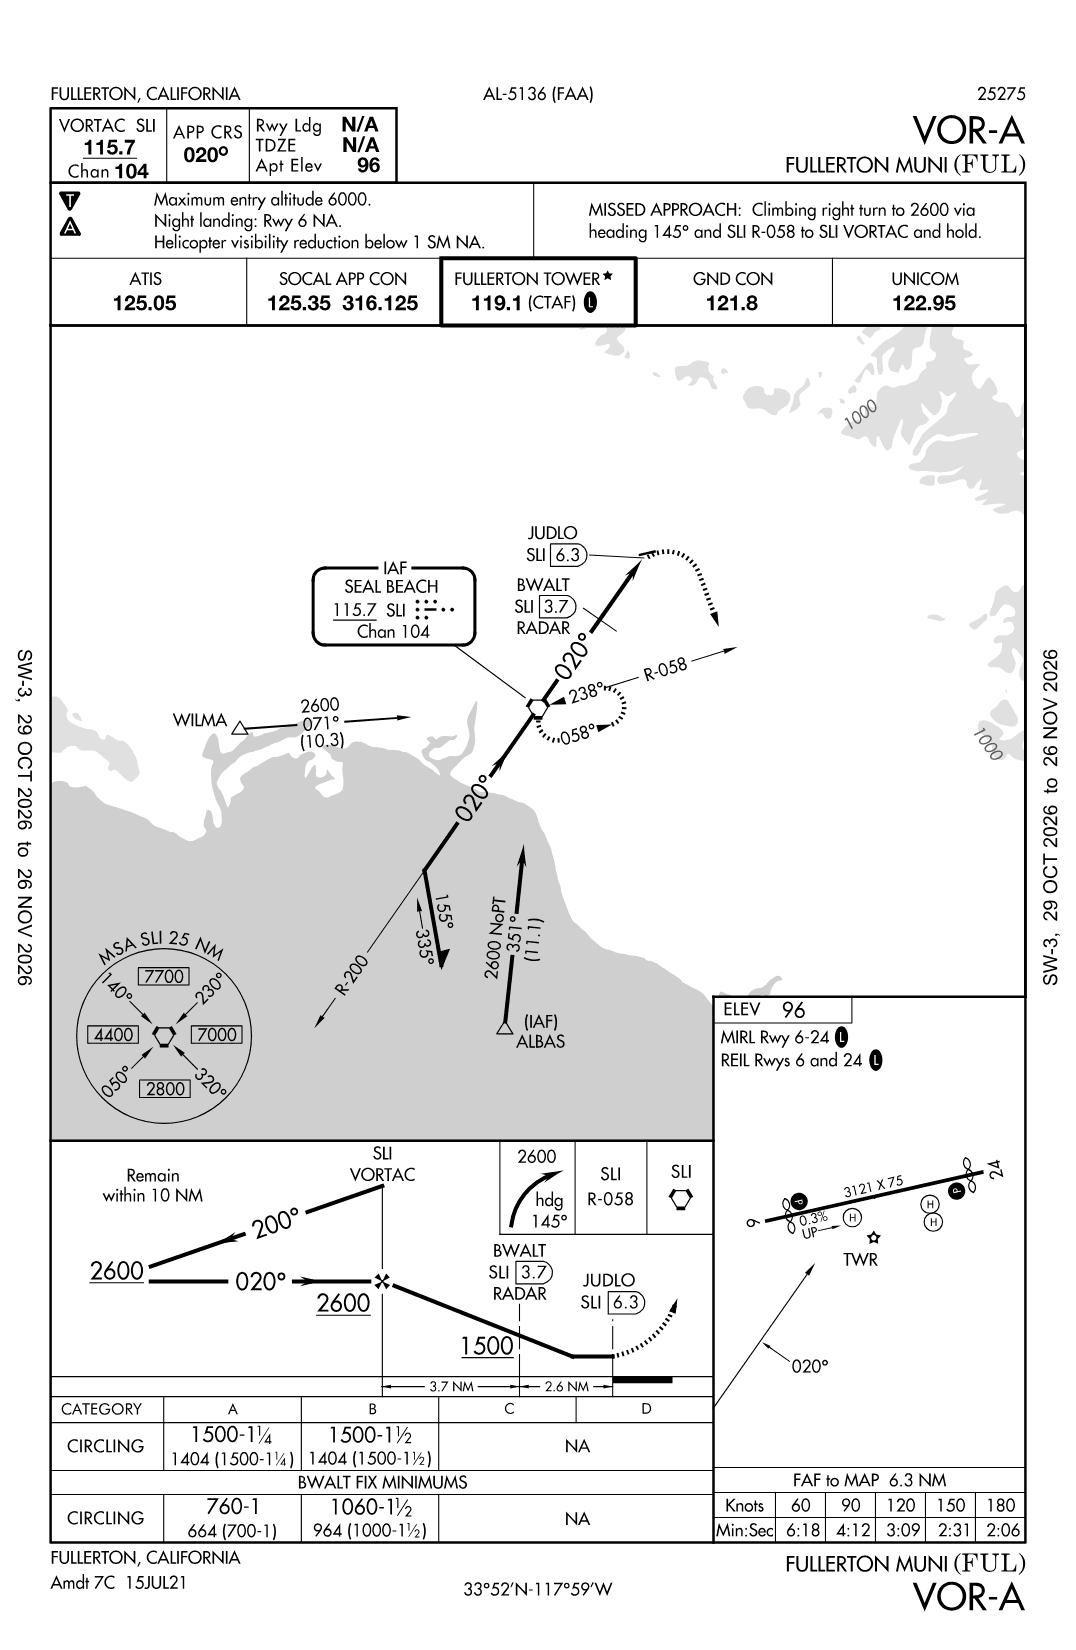 FULLERTON, CALIFORNIA
AL-5136 (FAA)
25275
VORTAC SLI
115.7
Chan 104
APP CRS
020°
Rwy Ldg N/A
TDZE N/A
Apt Elev 96
VOR-A
FULLERTON MUNI (FUL)
T
A
Maximum entry altitude 6000.
Night landing: Rwy 6 NA.
Helicopter visibility reduction below 1 SM NA.
MISSED APPROACH: Climbing right turn to 2600 via
heading 145° and SLI R-058 to SLI VORTAC and hold.
ATIS
125.05
SOCAL APP CON
125.35 316.125
FULLERTON TOWER★
119.1 (CTAF) L
GND CON
121.8
UNICOM
122.95
1000
JUDLO
SLI 6.3
BWALT
SLI 3.7
RADAR
IAF
SEAL BEACH
115.7 SLI
Chan 104
020°
R-058
238°
058°
WILMA
2600
071°
(10.3)
1000
020°
155°
335°
2600 NoPT
351°
(11.1)
R-200
(IAF)
ALBAS
MSA SLI 25 NM
140°
7700
230°
4400
7000
050°
2800
320°
SW-3, 29 OCT 2026 to 26 NOV 2026
SW-3, 29 OCT 2026 to 26 NOV 2026
ELEV 96
MIRL Rwy 6-24 L
REIL Rwys 6 and 24 L
3121 X 75
24
6
P
P
0.3%
UP
H
H
H
TWR
020°
Remain
within 10 NM
SLI
VORTAC
200°
2600
020°
2600
2600
hdg
145°
SLI
R-058
SLI
BWALT
SLI 3.7
RADAR
JUDLO
SLI 6.3
1500
3.7 NM
2.6 NM
CATEGORY A B C D
CIRCLING
1500-1¼
1404 (1500-1¼)
1500-1½
1404 (1500-1½)
NA
BWALT FIX MINIMUMS
CIRCLING
760-1
664 (700-1)
1060-1½
964 (1000-1½)
NA
FAF to MAP 6.3 NM
Knots 60 90 120 150 180
Min:Sec 6:18 4:12 3:09 2:31 2:06
FULLERTON, CALIFORNIA
Amdt 7C 15JUL21
33°52'N-117°59'W
FULLERTON MUNI (FUL)
VOR-A